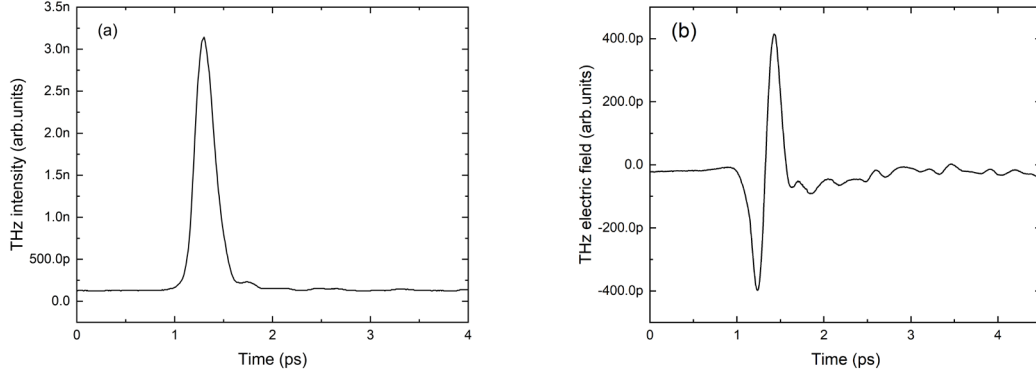 (a)
THz intensity (arb.units)
3.5n
3.0n
2.5n
2.0n
1.5n
1.0n
500.0p
0.0
0 1 2 3 4
Time (ps)
(b)
THz electric field (arb.units)
400.0p
200.0p
0.0
-200.0p
-400.0p
0 1 2 3 4
Time (ps)